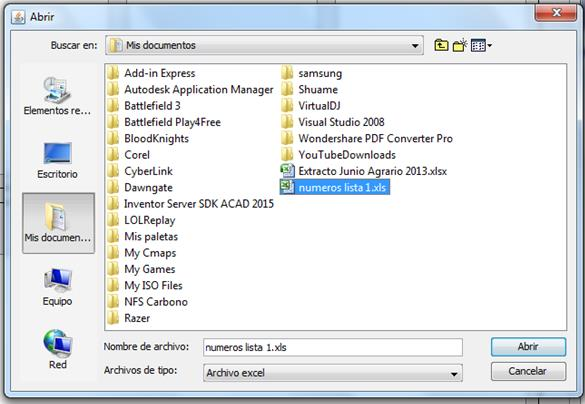 Abrir
Buscar en:
Mis documentos
Elementos re...
Escritorio
Mis documen...
Equipo
Red
Add-in Express
Autodesk Application Manager
Battlefield 3
Battlefield Play4Free
BloodKnights
Corel
CyberLink
Dawngate
Inventor Server SDK ACAD 2015
LOLReplay
Mis paletas
My Cmaps
My Games
My ISO Files
NFS Carbono
Razer
samsung
Shuame
VirtualDJ
Visual Studio 2008
Wondershare PDF Converter Pro
YouTubeDownloads
Extracto Junio Agrario 2013.xlsx
numeros lista 1.xls
Nombre de archivo:
numeros lista 1.xls
Abrir
Archivos de tipo:
Archivo excel
Cancelar